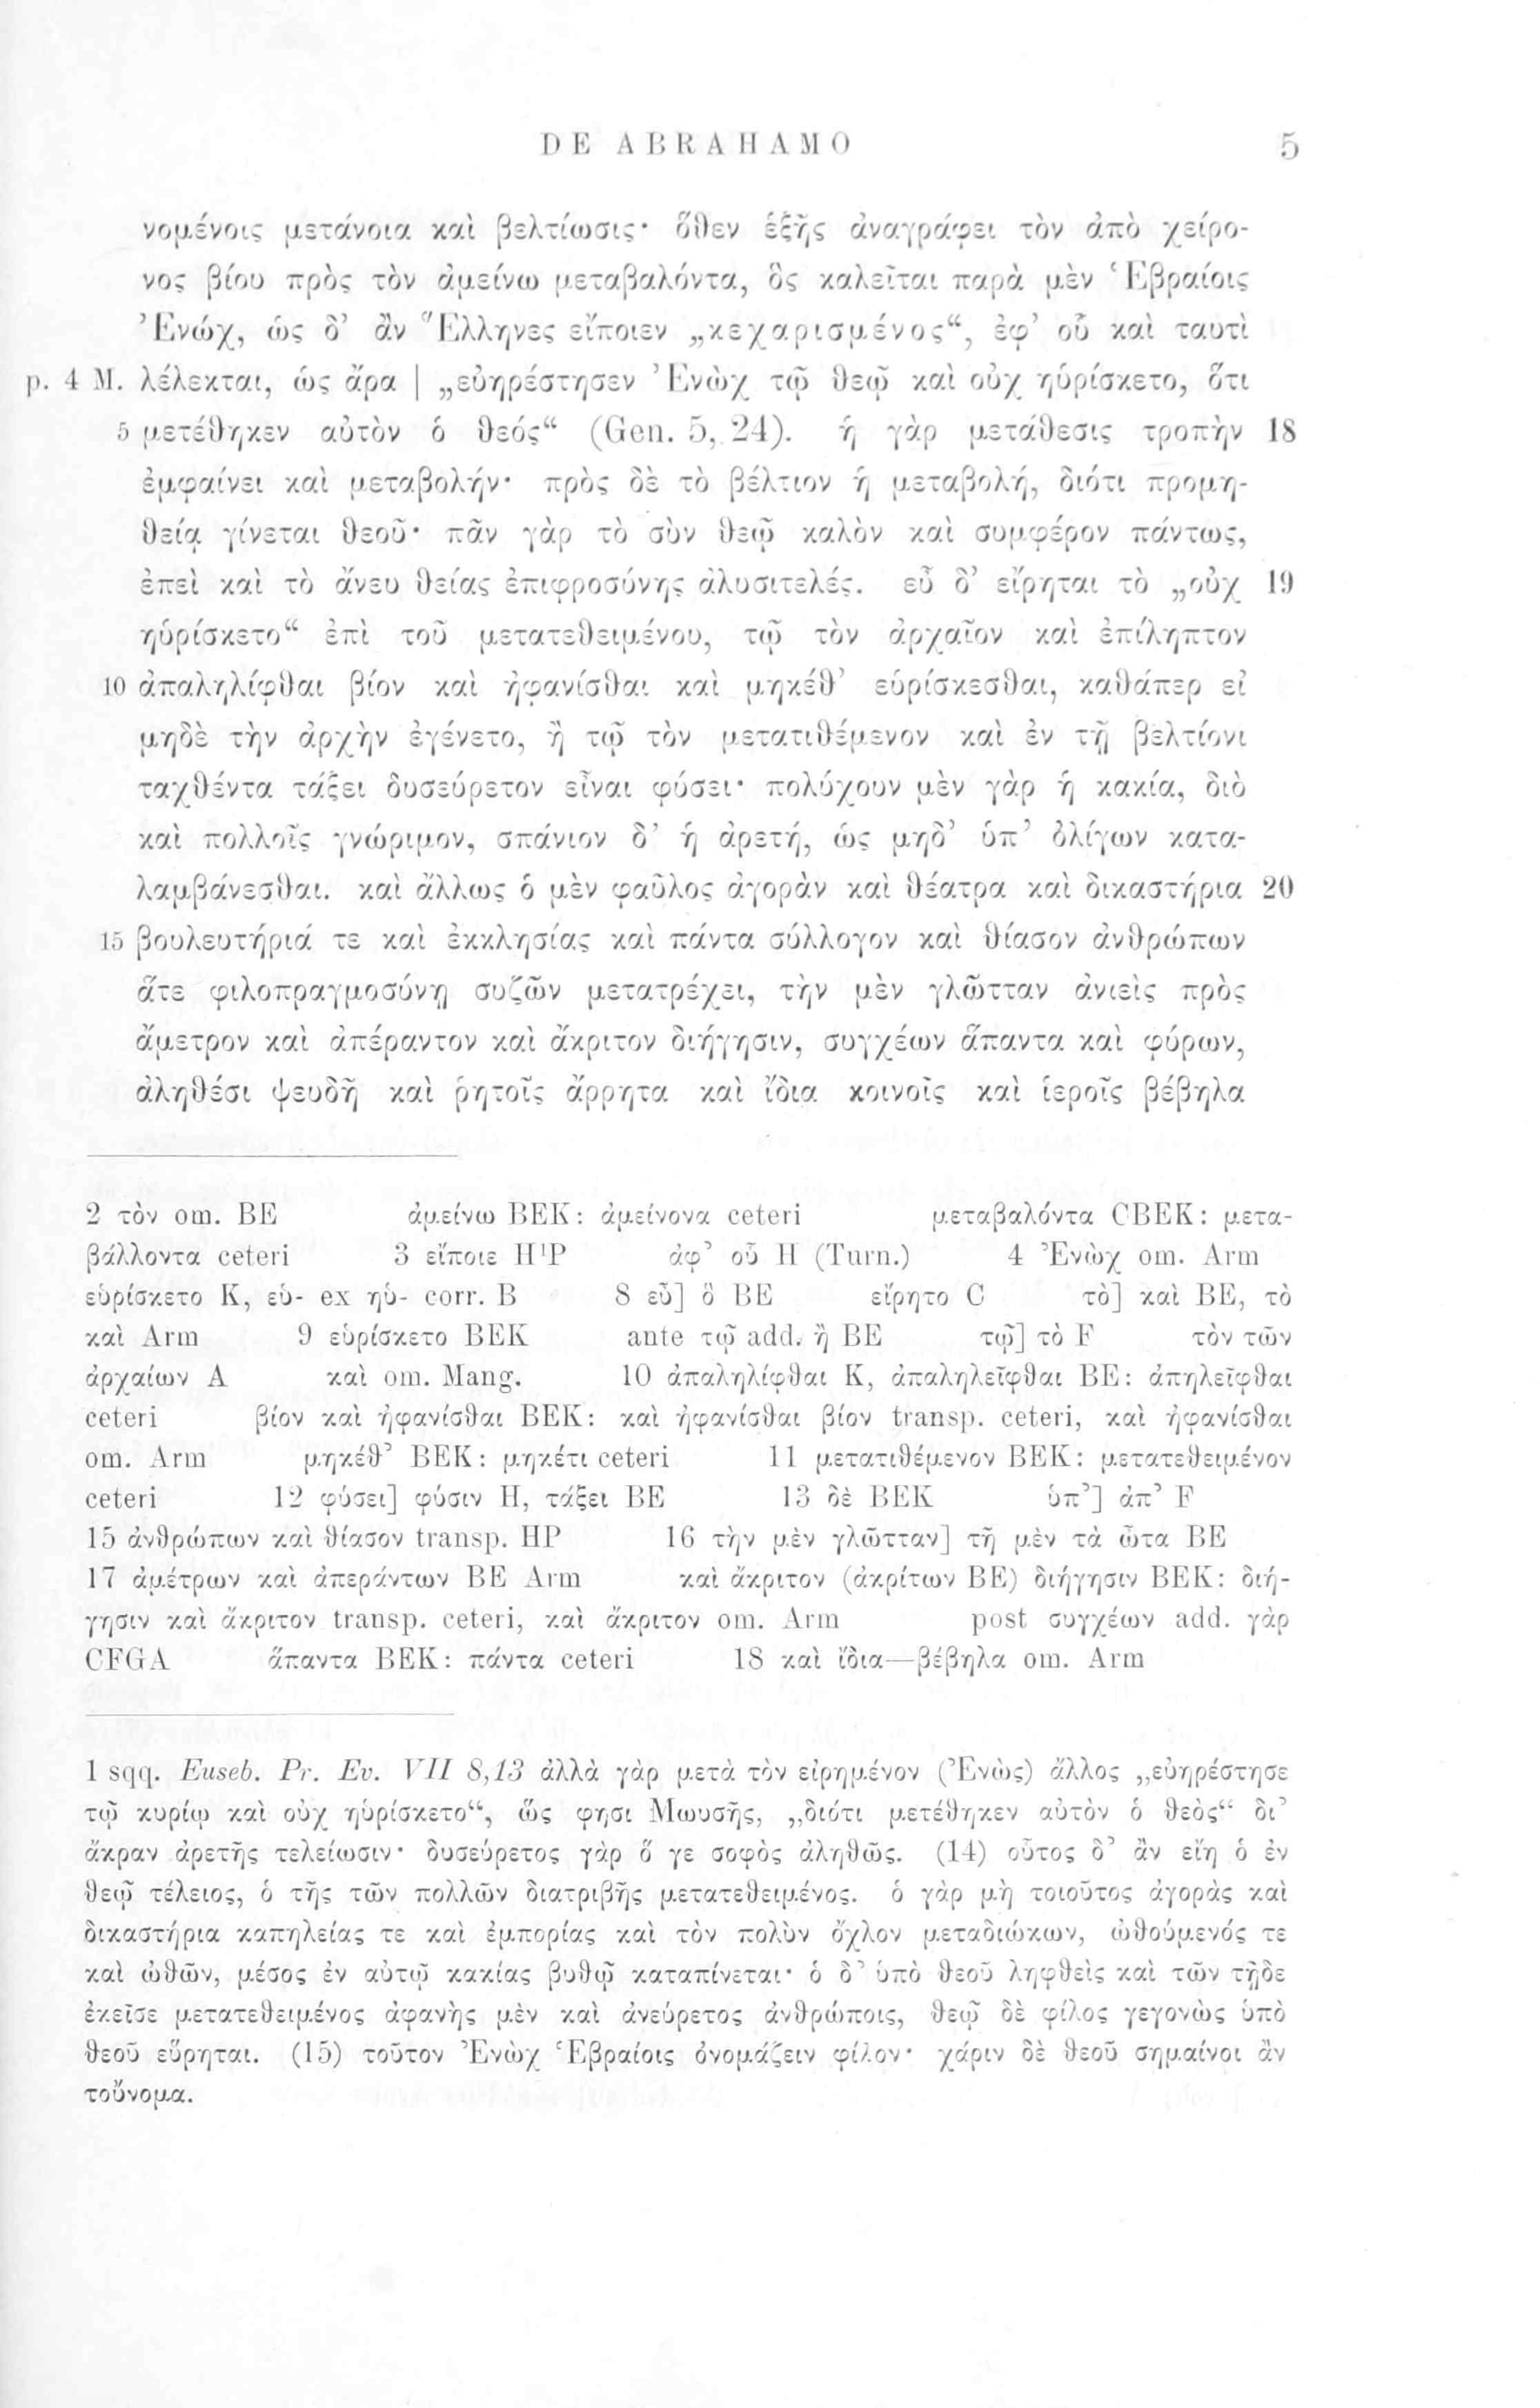 DE ABRAHAMO 5
νομένοις μετάνοια καὶ βελτίωσις· ὅθεν ἑξῆς ἀναγράφει τὸν ἀπὸ χείρο-
νος βίου πρὸς τὸν ἀμείνω μεταβαλόντα, ὃς καλεῖται παρὰ μὲν Ἑβραίοις
Ἐνώχ, ὡς δ’ ἂν Ἕλληνες εἴποιεν „κεχαρισμένος“, ἐφ’ οὗ καὶ ταυτὶ
p. 4 M. λέλεκται, ὡς ἄρα | „εὐηρέστησεν Ἐνὼχ τῷ θεῷ καὶ οὐχ ηὑρίσκετο, ὅτι
5 μετέθηκεν αὐτὸν ὁ θεός“ (Gen. 5, 24). ἡ γὰρ μετάθεσις τροπὴν 18
ἐμφαίνει καὶ μεταβολήν· πρὸς δὲ τὸ βέλτιον ἡ μεταβολή, διότι προμη-
θείᾳ γίνεται θεοῦ· πᾶν γὰρ τὸ σὺν θεῷ καλὸν καὶ συμφέρον πάντως,
ἐπεὶ καὶ τὸ ἄνευ θείας ἐπιφροσύνης ἀλυσιτελές. εὖ δ’ εἴρηται τὸ „οὐχ 19
ηὑρίσκετο“ ἐπὶ τοῦ μετατεθειμένου, τῷ τὸν ἀρχαῖον καὶ ἐπίληπτον
10 ἀπαληλίφθαι βίον καὶ ἠφανίσθαι καὶ μηκέθ’ εὑρίσκεσθαι, καθάπερ εἰ
μηδὲ τὴν ἀρχὴν ἐγένετο, ἢ τῷ τὸν μετατιθέμενον καὶ ἐν τῇ βελτίονι
ταχθέντα τάξει δυσεύρετον εἶναι φύσει· πολύχουν μὲν γὰρ ἡ κακία, διὸ
καὶ πολλοῖς γνώριμον, σπάνιον δ’ ἡ ἀρετή, ὡς μηδ’ ὑπ’ ὀλίγων κατα-
λαμβάνεσθαι. καὶ ἄλλως ὁ μὲν φαῦλος ἀγορὰν καὶ θέατρα καὶ δικαστήρια 20
15 βουλευτήριά τε καὶ ἐκκλησίας καὶ πάντα σύλλογον καὶ θίασον ἀνθρώπων
ἅτε φιλοπραγμοσύνῃ συζῶν μετατρέχει, τὴν μὲν γλῶτταν ἀνιεὶς πρὸς
ἄμετρον καὶ ἀπέραντον καὶ ἄκριτον διήγησιν, συγχέων ἅπαντα καὶ φύρων,
ἀληθέσι ψευδῆ καὶ ῥητοῖς ἄρρητα καὶ ἴδια κοινοῖς καὶ ἱεροῖς βέβηλα
2 τὸν om. BE ἀμείνω BEK: ἀμείνονα ceteri μεταβαλόντα CBEK: μετα-
βάλλοντα ceteri 3 εἴποιε H¹P ἀφ’ οὗ H (Turn.) 4 Ἐνὼχ om. Arm
εὑρίσκετο K, εὑ- ex ηὑ- corr. B 8 εὖ] ὃ BE εἴρητο C τὸ] καὶ BE, τὸ
καὶ Arm 9 εὑρίσκετο BEK ante τῷ add. ἢ BE τῷ] τὸ F τὸν τῶν
ἀρχαίων A καὶ om. Mang. 10 ἀπαληλίφθαι K, ἀπαληλεῖφθαι BE: ἀπηλεῖφθαι
ceteri βίον καὶ ἠφανίσθαι BEK: καὶ ἠφανίσθαι βίον transp. ceteri, καὶ ἠφανίσθαι
om. Arm μηκέθ’ BEK: μηκέτι ceteri 11 μετατιθέμενον BEK: μετατεθειμένον
ceteri 12 φύσει] φύσιν H, τάξει BE 13 δὲ BEK ὑπ’] ἀπ’ F
15 ἀνθρώπων καὶ θίασον transp. HP 16 τὴν μὲν γλῶτταν] τῆ μὲν τὰ ὦτα BE
17 ἀμέτρων καὶ ἀπεράντων BE Arm καὶ ἄκριτον (ἀκρίτων BE) διήγησιν BEK: διή-
γησιν καὶ ἄκριτον transp. ceteri, καὶ ἄκριτον om. Arm post συγχέων add. γὰρ
CFGA ἅπαντα BEK: πάντα ceteri 18 καὶ ἴδια—βέβηλα om. Arm
1 sqq. Euseb. Pr. Ev. VII 8,13 ἀλλὰ γὰρ μετὰ τὸν εἰρημένον (Ἐνὼς) ἄλλος „εὐηρέστησε
τῷ κυρίῳ καὶ οὐχ ηὑρίσκετο“, ὥς φησι Μωυσῆς, „διότι μετέθηκεν αὐτὸν ὁ θεὸς“ δι’
ἄκραν ἀρετῆς τελείωσιν· δυσεύρετος γὰρ ὅ γε σοφὸς ἀληθῶς. (14) οὗτος δ’ ἂν εἴη ὁ ἐν
θεῷ τέλειος, ὁ τῆς τῶν πολλῶν διατριβῆς μετατεθειμένος. ὁ γὰρ μὴ τοιοῦτος ἀγορὰς καὶ
δικαστήρια καπηλείας τε καὶ ἐμπορίας καὶ τὸν πολὺν ὄχλον μεταδιώκων, ὠθούμενός τε
καὶ ὠθῶν, μέσος ἐν αὐτῷ κακίας βυθῷ καταπίνεται· ὁ δ’ ὑπὸ θεοῦ ληφθεὶς καὶ τῶν τῇδε
ἐκεῖσε μετατεθειμένος ἀφανὴς μὲν καὶ ἀνεύρετος ἀνθρώποις, θεῷ δὲ φίλος γεγονὼς ὑπὸ
θεοῦ εὕρηται. (15) τοῦτον Ἐνὼχ Ἑβραίοις ὀνομάζειν φίλον· χάριν δὲ θεοῦ σημαίνοι ἂν
τοὔνομα.